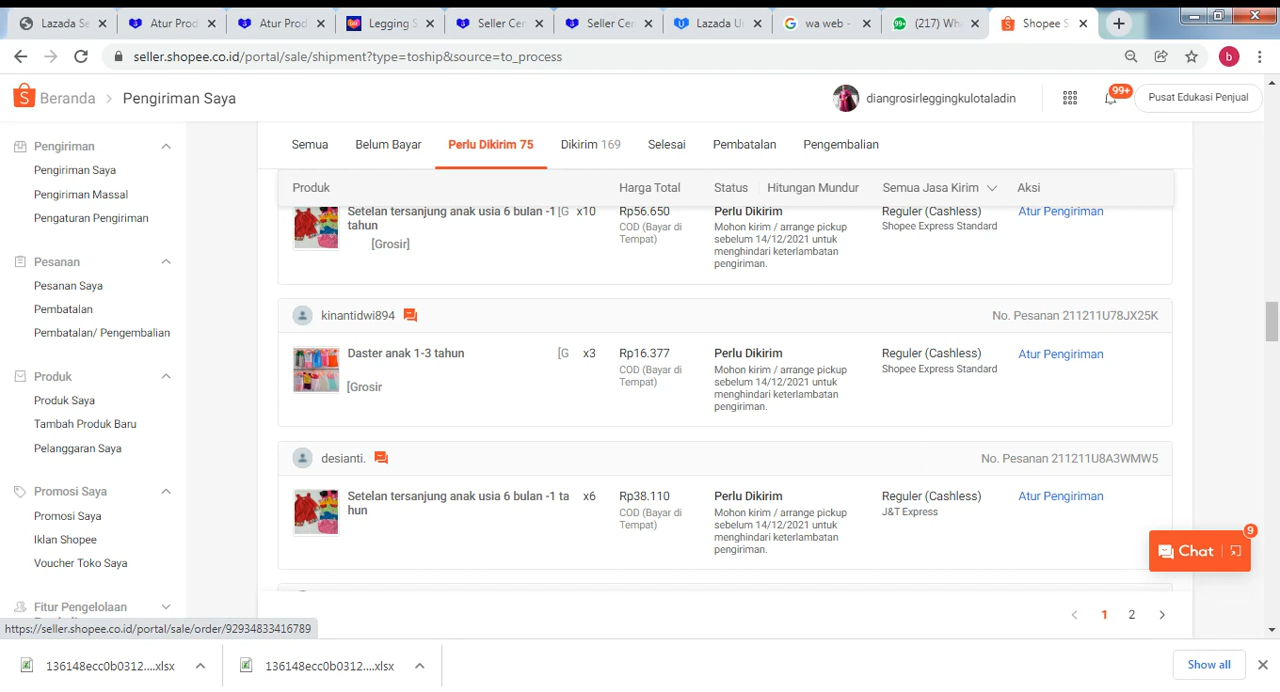 Lazada Se
Atur Prod
Atur Prod
Legging S
Seller Cen
Seller Cen
Lazada U
wa web -
(217) Wh
Shopee S
seller.shopee.co.id/portal/sale/shipment?type=toship&source=to_process
b
Beranda > Pengiriman Saya
diangrosirleggingkulotaladin
99+
Pusat Edukasi Penjual
Pengiriman
Pengiriman Saya
Pengiriman Massal
Pengaturan Pengiriman
Pesanan
Pesanan Saya
Pembatalan
Pembatalan/ Pengembalian
Produk
Produk Saya
Tambah Produk Baru
Pelanggaran Saya
Promosi Saya
Promosi Saya
Iklan Shopee
Voucher Toko Saya
Fitur Pengelolaan
Semua Belum Bayar Perlu Dikirim 75 Dikirim 169 Selesai Pembatalan Pengembalian
Produk Harga Total Status Hitungan Mundur Semua Jasa Kirim Aksi
Setelan tersanjung anak usia 6 bulan -1
tahun
[Grosir]
[G x10
Rp56.650
COD (Bayar di
Tempat)
Perlu Dikirim
Mohon kirim / arrange pickup
sebelum 14/12/2021 untuk
menghindari keterlambatan
pengiriman.
Reguler (Cashless)
Shopee Express Standard
Atur Pengiriman
kinantidwi894
No. Pesanan 211211U78JX25K
Daster anak 1-3 tahun
[Grosir
[G x3
Rp16.377
COD (Bayar di
Tempat)
Perlu Dikirim
Mohon kirim / arrange pickup
sebelum 14/12/2021 untuk
menghindari keterlambatan
pengiriman.
Reguler (Cashless)
Shopee Express Standard
Atur Pengiriman
desianti.
No. Pesanan 211211U8A3WMW5
Setelan tersanjung anak usia 6 bulan -1 ta
hun
x6
Rp38.110
COD (Bayar di
Tempat)
Perlu Dikirim
Mohon kirim / arrange pickup
sebelum 14/12/2021 untuk
menghindari keterlambatan
pengiriman.
Reguler (Cashless)
J&T Express
Atur Pengiriman
Chat
9
< 1 2 >
https://seller.shopee.co.id/portal/sale/order/92934833416789
136148ecc0b0312....xlsx
136148ecc0b0312....xlsx
Show all